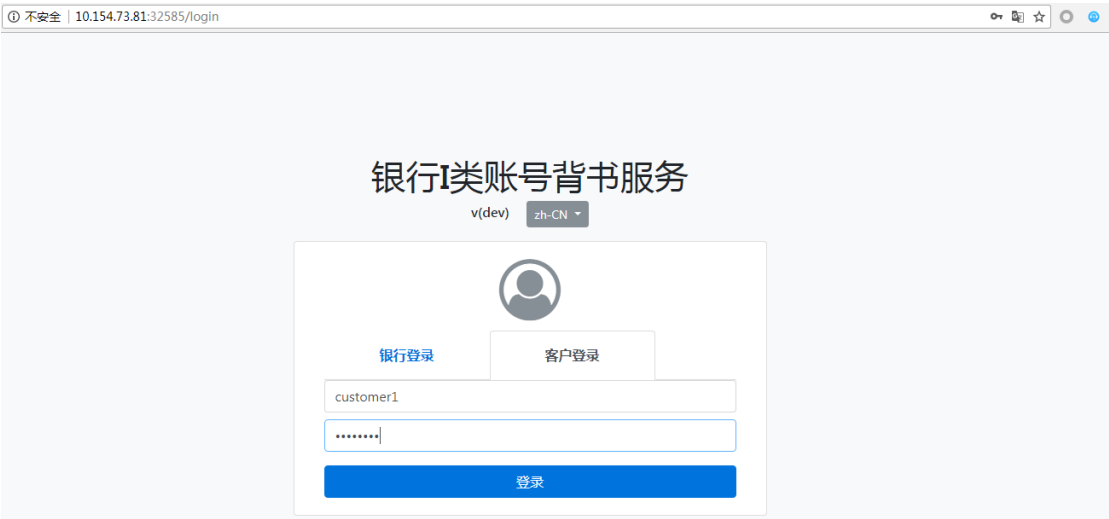 不安全 | 10.154.73.81:32585/login
银行I类账号背书服务
v(dev) zh-CN
银行登录 客户登录
customer1
••••••••
登录